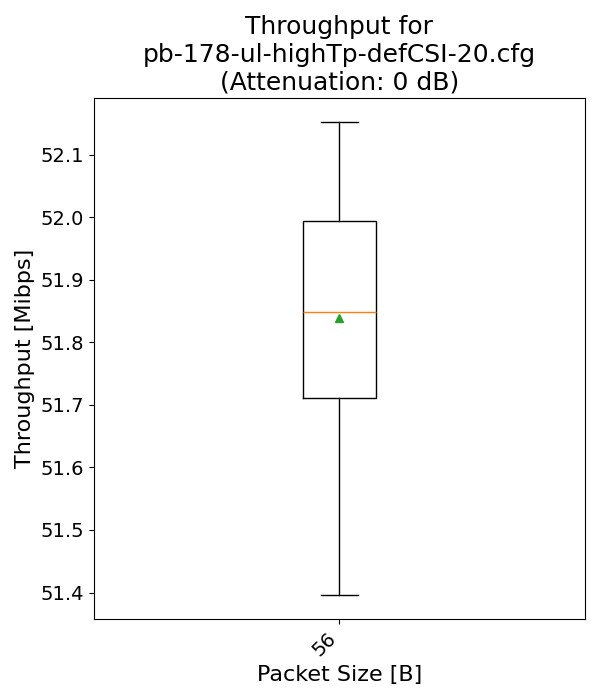 Throughput for
pb-178-ul-highTp-defCSI-20.cfg
(Attenuation: 0 dB)
Throughput [Mibps]
52.1
52.0
51.9
51.8
51.7
51.6
51.5
51.4
56
Packet Size [B]